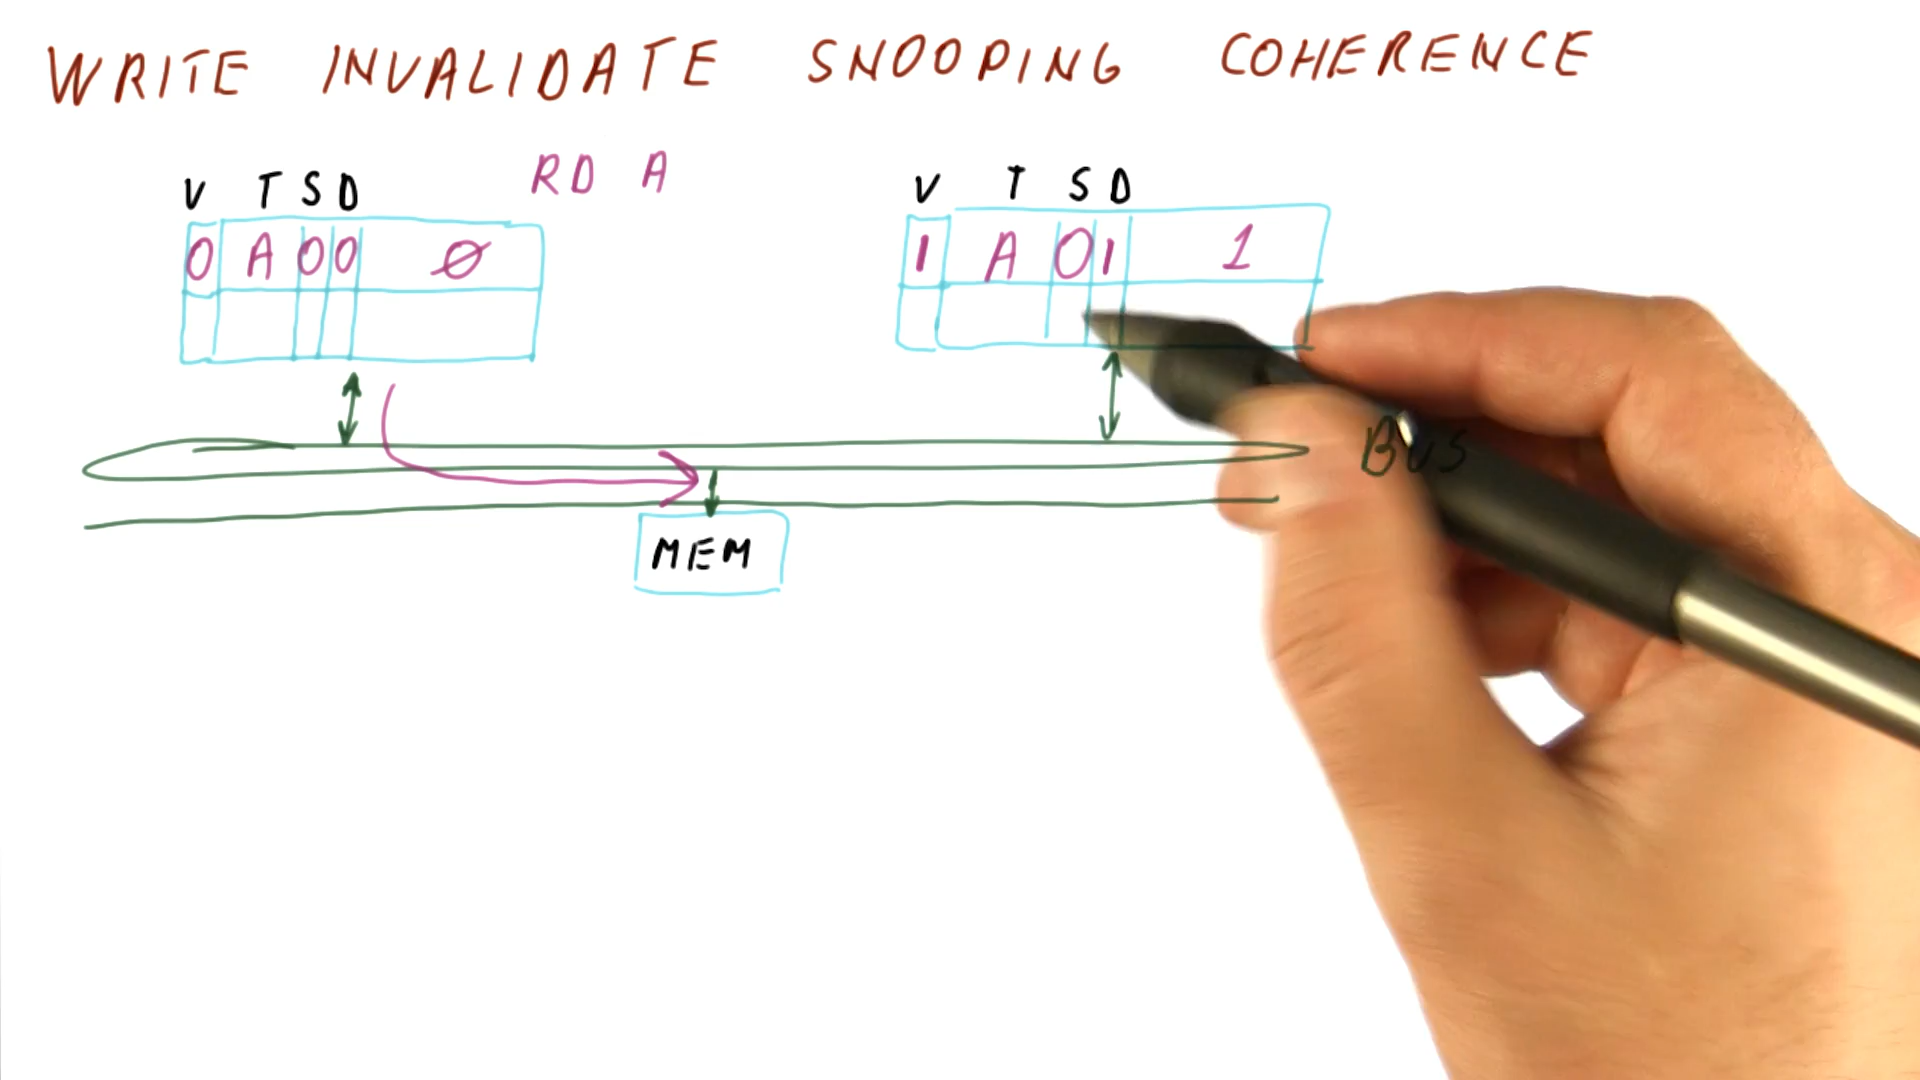 WRITE INVALIDATE SNOOPING COHERENCE
RD A
V T S D
0 A 0 0 Ø
V T S D
1 A 0 1 1
BUS
MEM